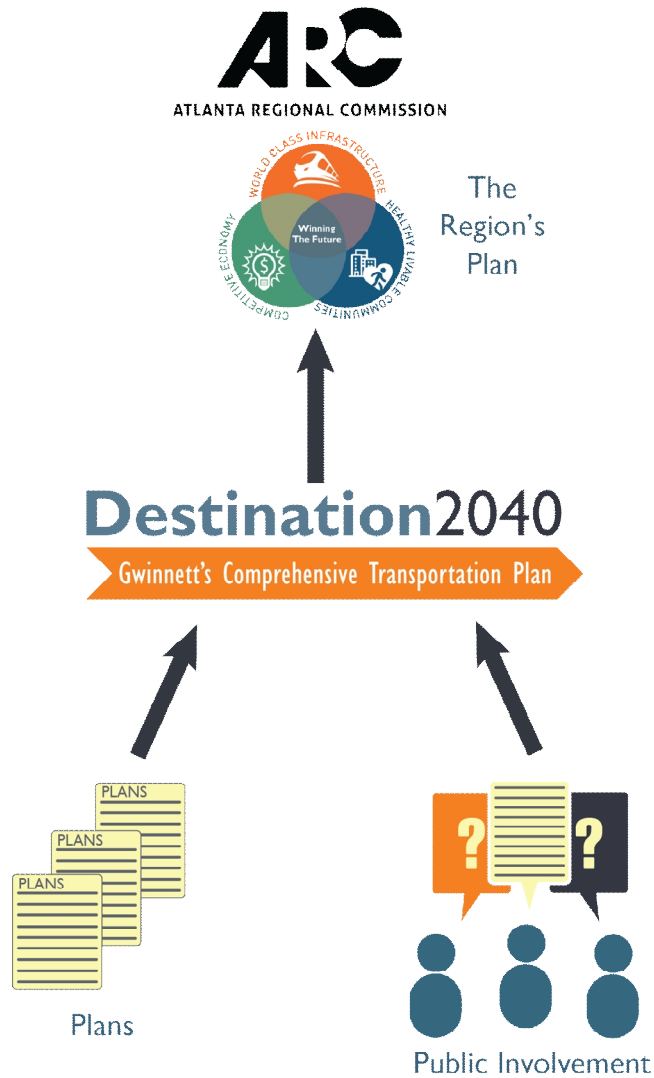 ARC
ATLANTA REGIONAL COMMISSION
WORLD CLASS INFRASTRUCTURE
COMPETITIVE ECONOMY
HEALTHY LIVABLE COMMUNITIES
Winning
The Future
The
Region's
Plan
Destination2040
Gwinnett's Comprehensive Transportation Plan
PLANS
PLANS
PLANS
? ?
Plans
Public Involvement